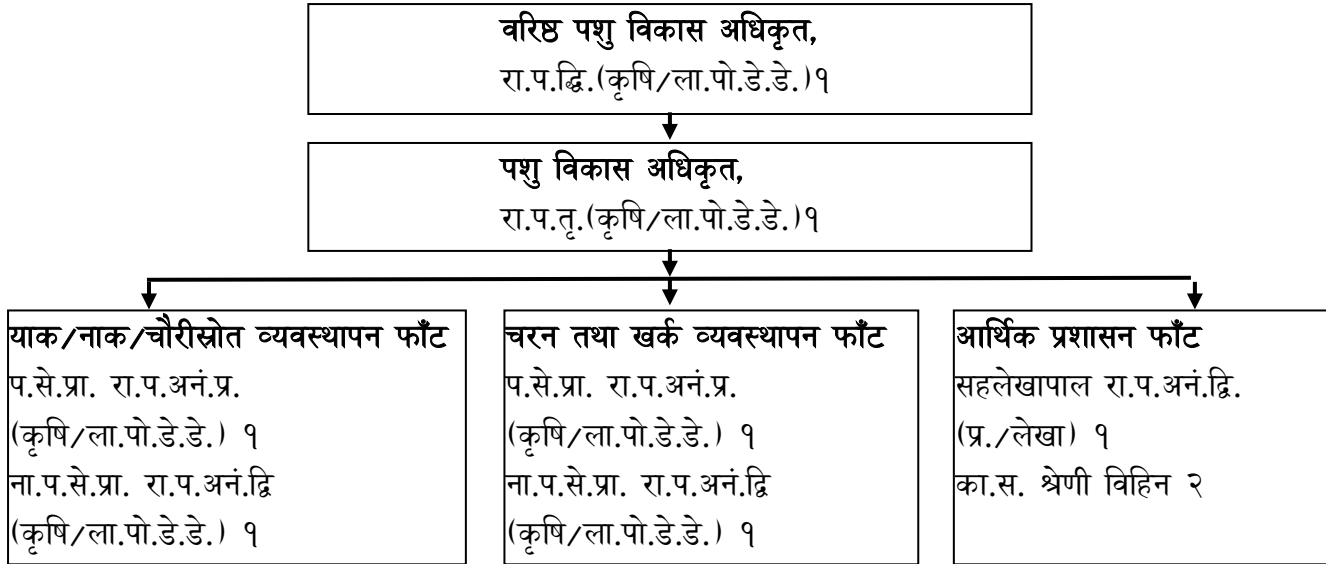 वरिष्ठ पशु विकास अधिकृत,
रा.प.द्धि.(कृषि/ला.पो.डे.डे.)१
पशु विकास अधिकृत,
रा.प.तृ.(कृषि/ला.पो.डे.डे.)१
याक/नाक/चौरीस्रोत व्यवस्थापन फाँट
प.से.प्रा. रा.प.अनं.प्र.
(कृषि/ला.पो.डे.डे.) १
ना.प.से.प्रा. रा.प.अनं.द्वि
(कृषि/ला.पो.डे.डे.) १
चरन तथा खर्क व्यवस्थापन फाँट
प.से.प्रा. रा.प.अनं.प्र.
(कृषि/ला.पो.डे.डे.) १
ना.प.से.प्रा. रा.प.अनं.द्वि
(कृषि/ला.पो.डे.डे.) १
आर्थिक प्रशासन फाँट
सहलेखापाल रा.प.अनं.द्वि.
(प्र./लेखा) १
का.स. श्रेणी विहिन २